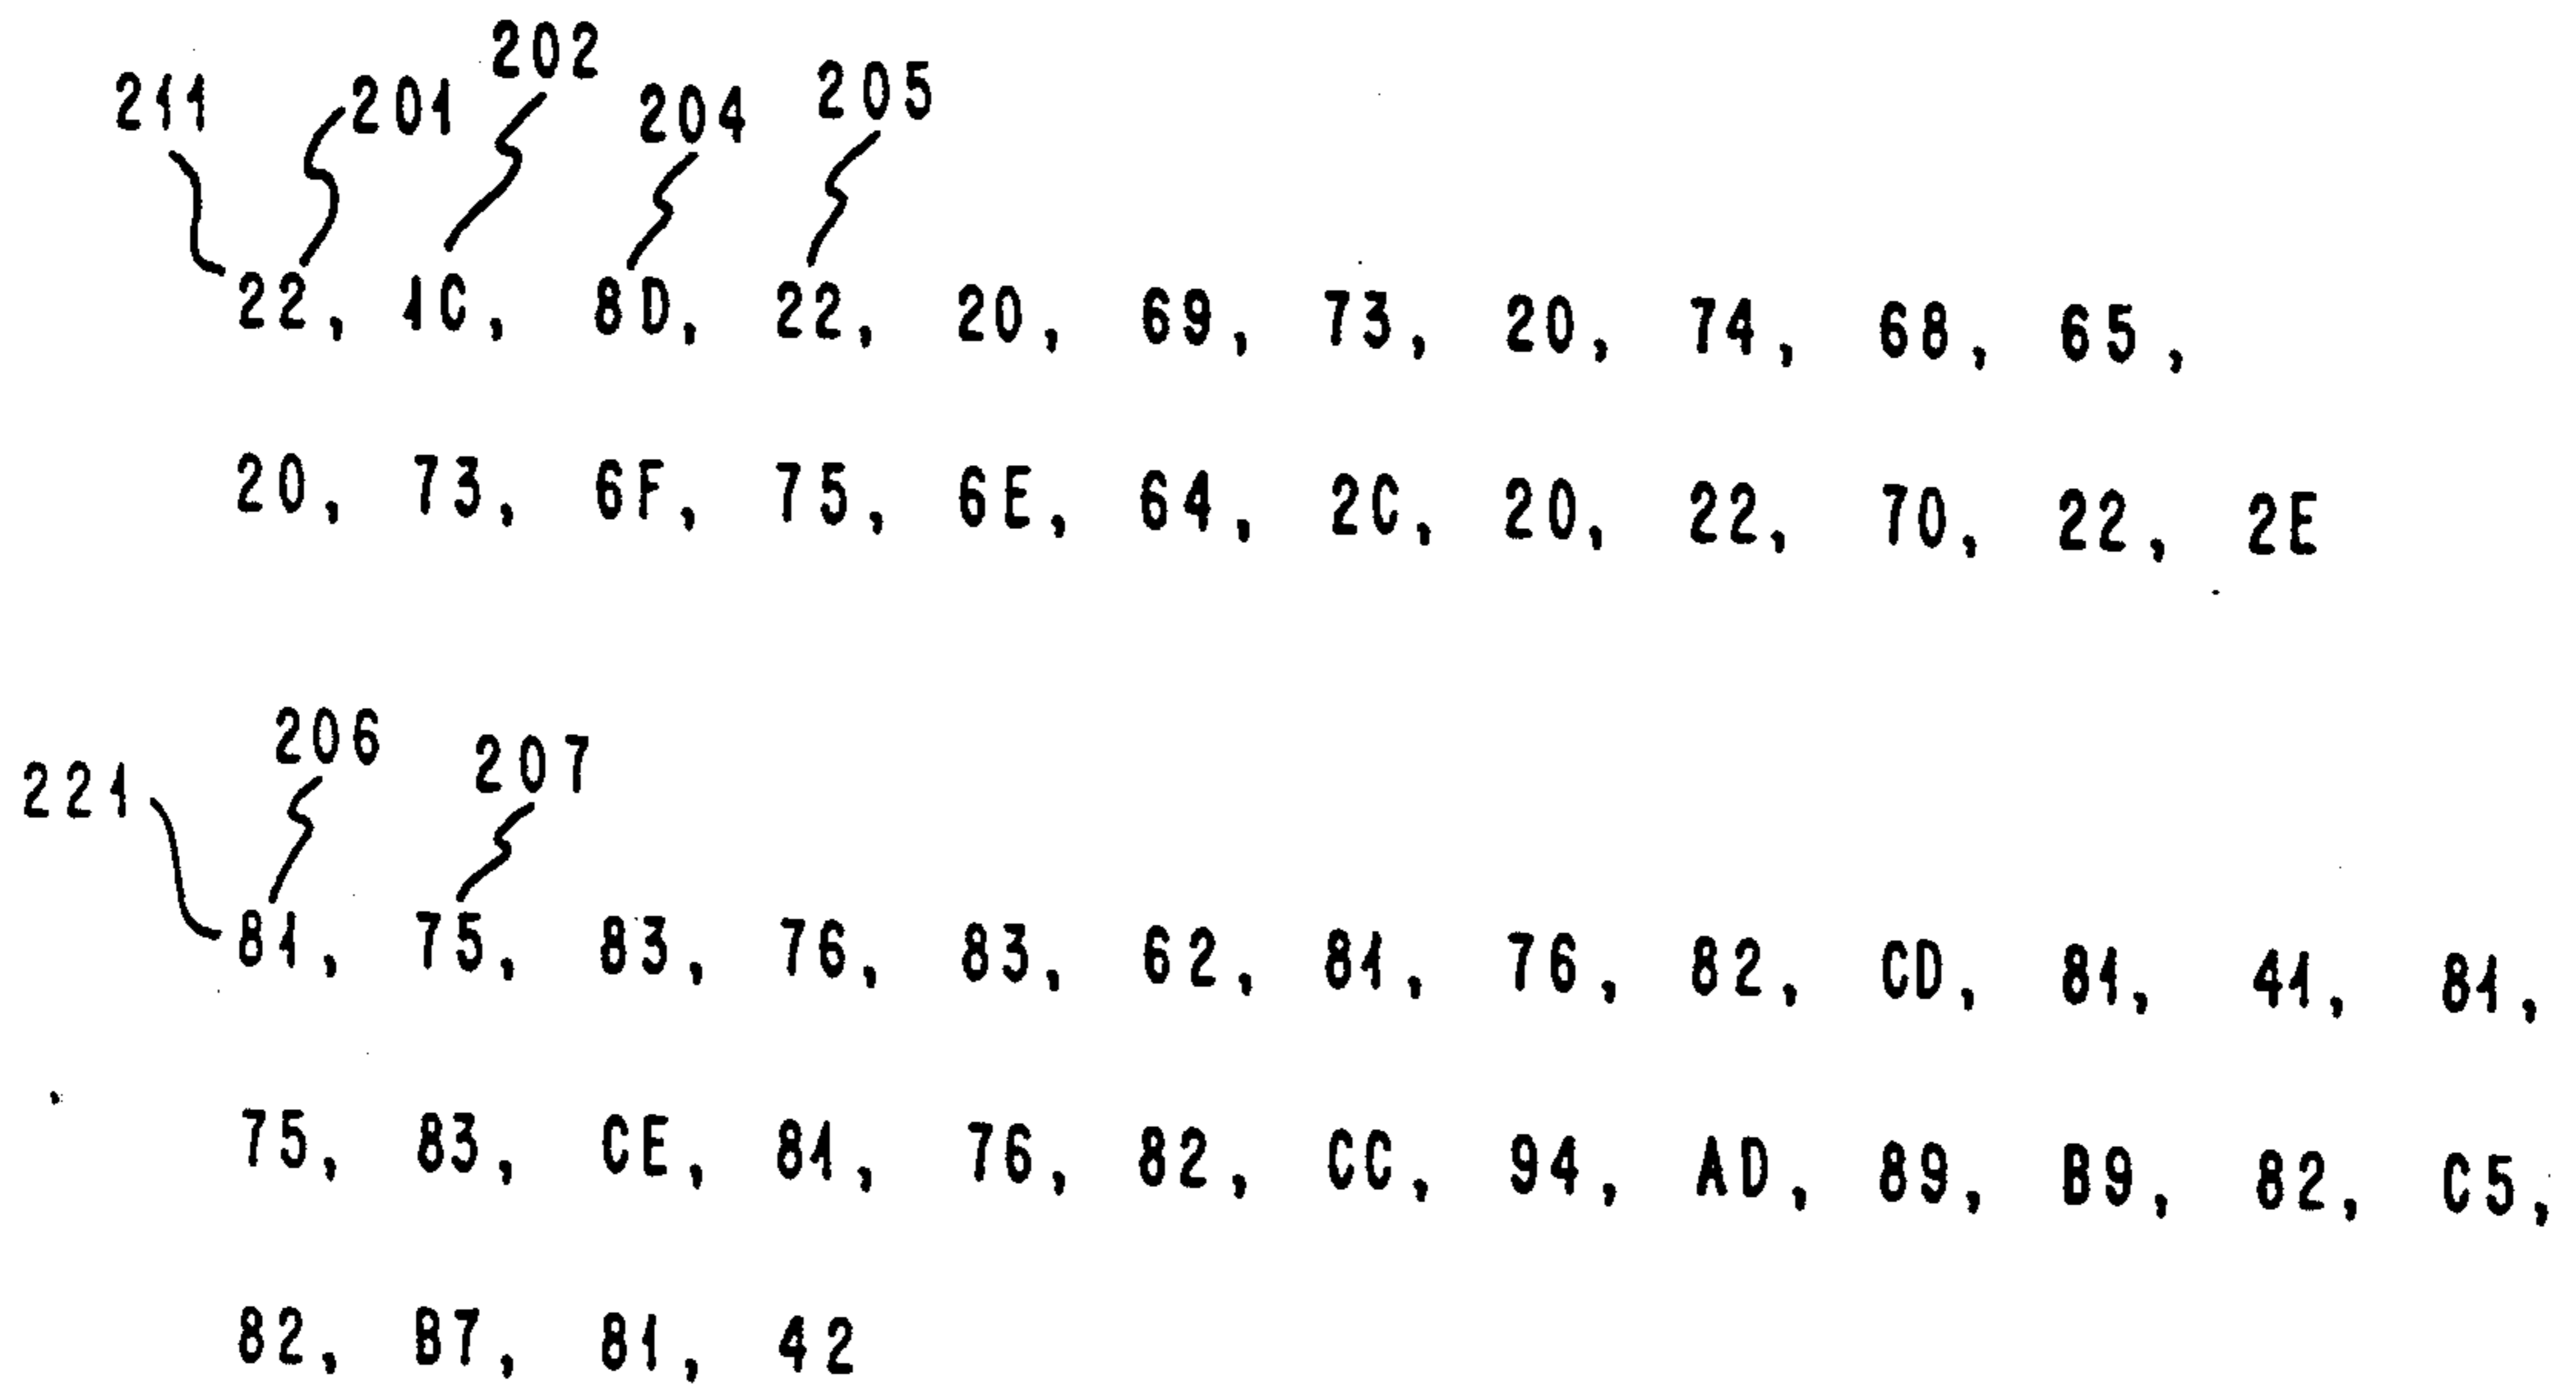 202
211 201 204 205
22, 1C, 8D, 22, 20, 69, 73, 20, 74, 68, 65,
20, 73, 6F, 75, 6E, 64, 2C, 20, 22, 70, 22, 2E
206
221 207
81, 75, 83, 76, 83, 62, 81, 76, 82, CD, 81, 41, 81,
75, 83, CE, 81, 76, 82, CC, 94, AD, 89, B9, 82, C5,
82, B7, 81, 42